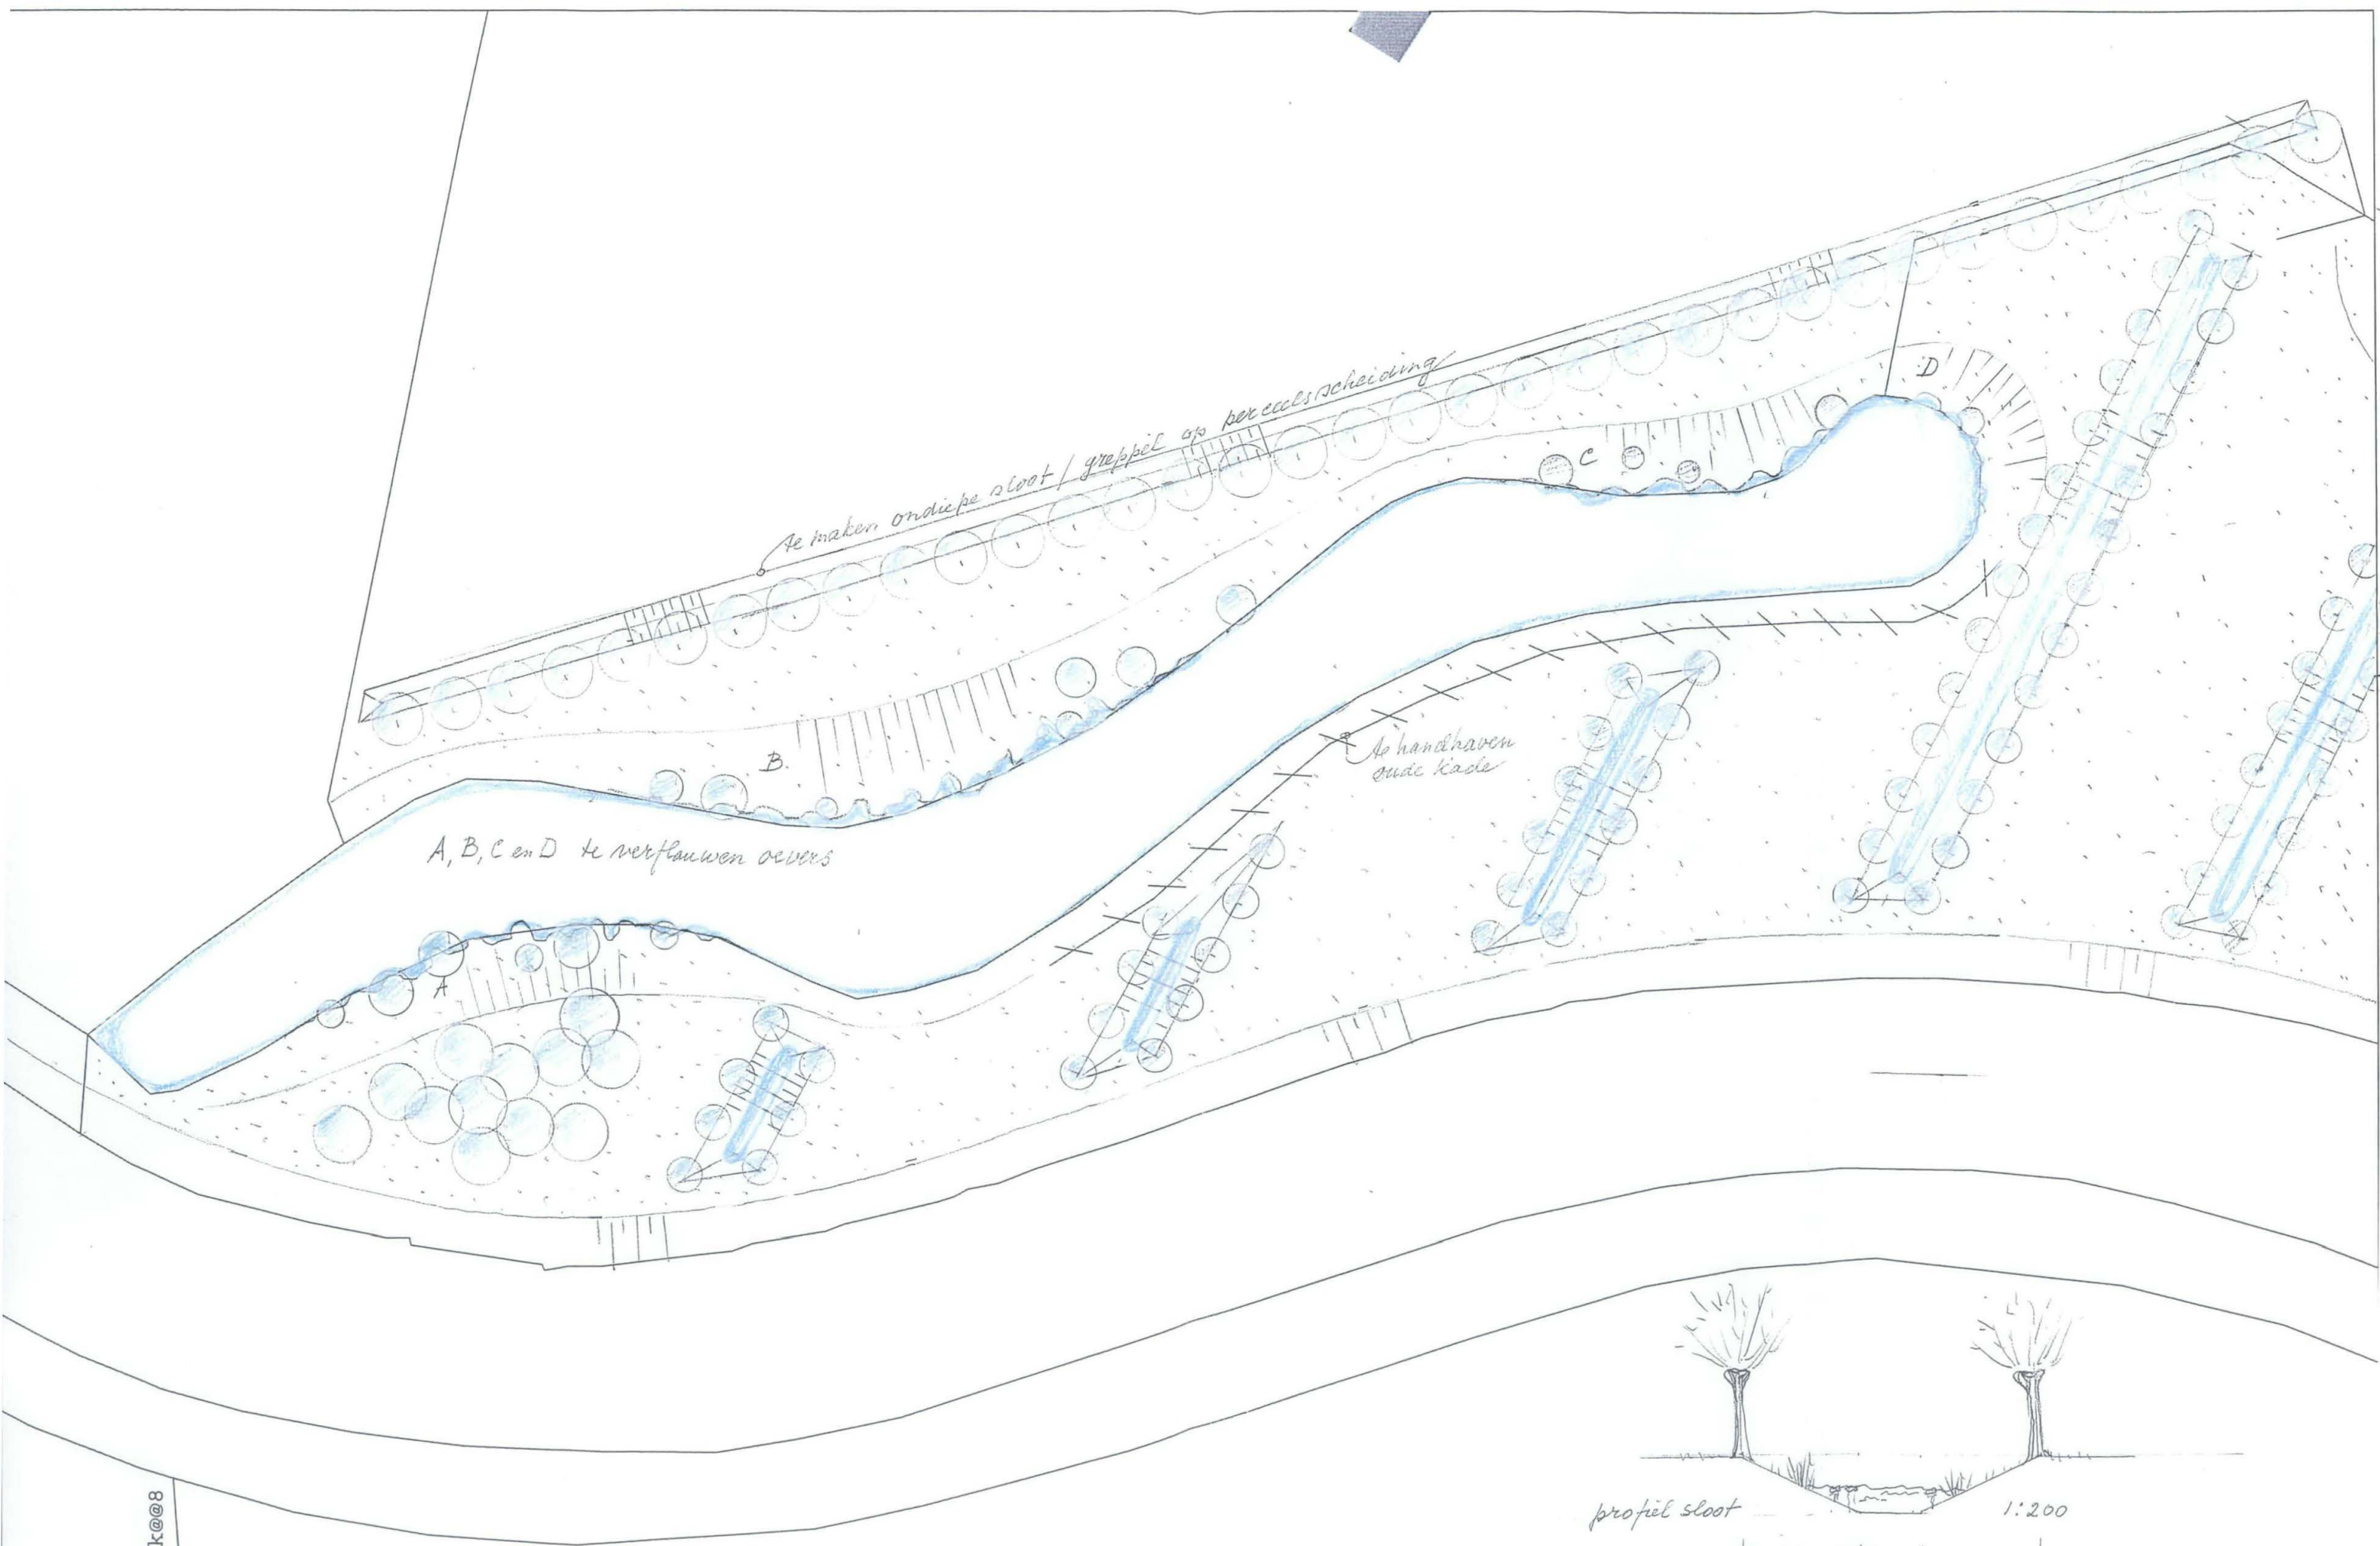 te maken ondiepe sloot / greppel op perceelsscheiding
D
C
B
te handhaven
oude kade
A, B, C en D te verflauwen oevers
A
profiel sloot 1:200
k@@8